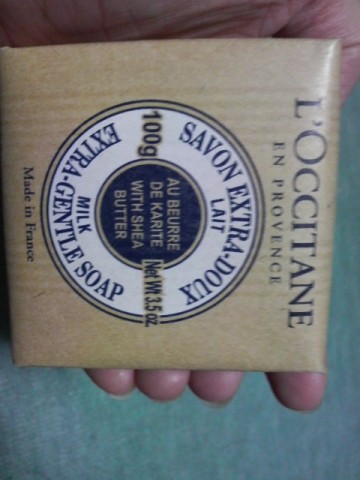 L'OCCITANE
EN PROVENCE
SAVON EXTRA-DOUX
LAIT
100g
AU BEURRE
DE KARITE
WITH SHEA
BUTTER
Net Wt 3.5 oz
MILK
EXTRA-GENTLE SOAP
Made in France